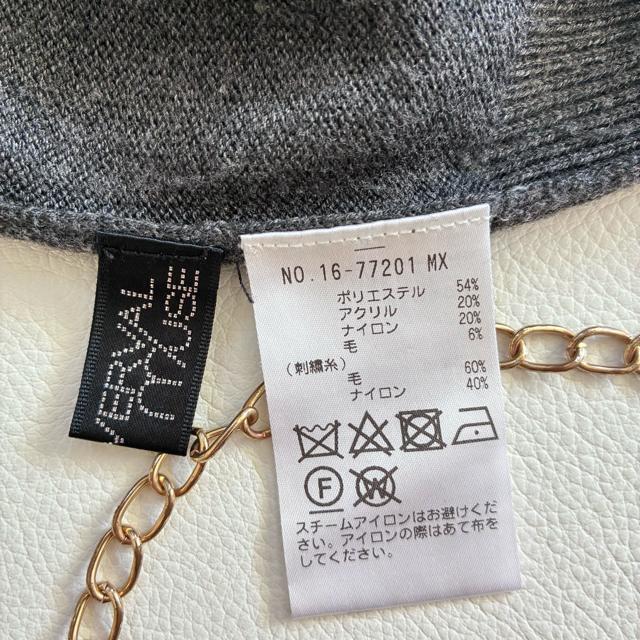 NO.16-77201 MX
ポリエステル 54%
アクリル 20%
ナイロン 20%
毛 6%
(刺繍糸)
毛 60%
ナイロン 40%
F W
スチームアイロンはお避けくだ
さい。アイロンの際はあて布を
してください。